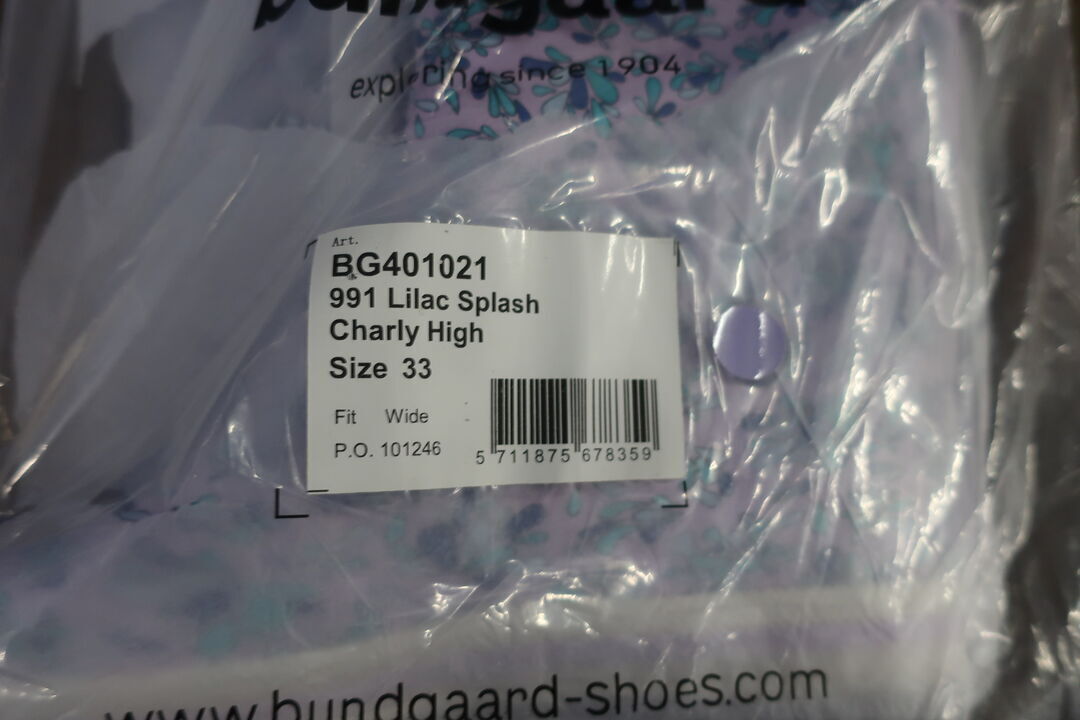 bundgaard
exploring since 1904
Art.
BG401021
991 Lilac Splash
Charly High
Size 33
Fit Wide
P.O. 101246
5 711875 678359
www.bundgaard-shoes.com